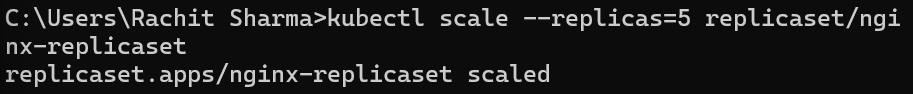 C:\Users\Rachit Sharma>kubectl scale --replicas=5 replicaset/ngi
nx-replicaset
replicaset.apps/nginx-replicaset scaled